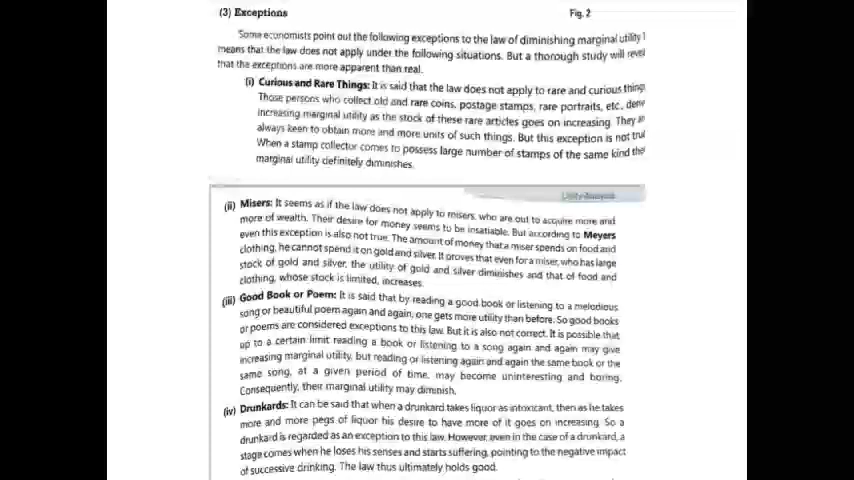 (3) Exceptions
Fig. 2
Some economists point out the following exceptions to the law of diminishing marginal utility
means that the law does not apply under the following situations. But a thorough study will
that the exceptions are more apparent than real.
(i) Curious and Rare Things: It is said that the law does not apply to rare and curious
Those persons who collect old and rare coins, postage stamps, rare portraits, etc.,
increasing marginal utility as the stock of these rare articles goes on increasing. They
always keen to obtain more and more units of such things. But this exception is not
When a stamp collector comes to possess large number of stamps of the same kind
marginal utility definitely diminishes.
Utility Analysis
(ii) Misers: It seems as if the law does not apply to misers, who are out to acquire more and
more of wealth. Their desire for money seems to be insatiable. But according to Meyers
even this exception is also not true. The amount of money that a miser spends on food and
clothing, he cannot spend it on gold and silver. It proves that even for a miser, who has large
stock of gold and silver, the utility of gold and silver diminishes and that of food and
clothing, whose stock is limited, increases.
(iii) Good Book or Poem: It is said that by reading a good book or listening to a melodious
song or beautiful poem again and again, one gets more utility than before. So good books
or poems are considered exceptions to this law. But it is also not correct. It is possible that
up to a certain limit reading a book or listening to a song again and again may give
increasing marginal utility, but reading or listening again and again the same book or the
same song, at a given period of time, may become uninteresting and boring.
Consequently, their marginal utility may diminish.
(iv) Drunkards: It can be said that when a drunkard takes liquor as intoxicant, then as he takes
more and more pegs of liquor his desire to have more of it goes on increasing. So a
drunkard is regarded as an exception to this law. However, even in the case of a drunkard, a
stage comes when he loses his senses and starts suffering, pointing to the negative impact
of successive drinking. The law thus ultimately holds good.